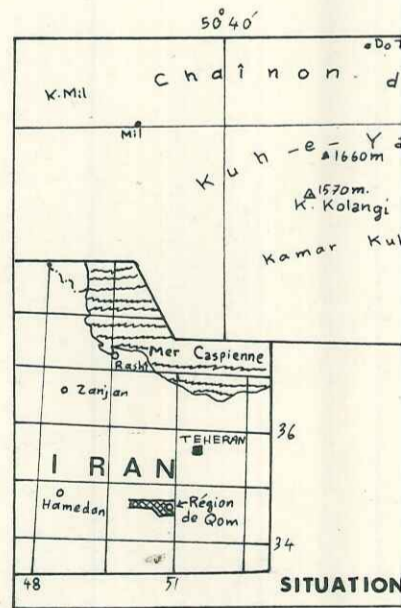 50°40'
Do T
Chaînon d
K. Mil
Mil
Kuh-e-Ya
1660m
1570m.
K. Kolangi
Kamar Kul
Mer Caspienne
Rasht
Zanjan
36
TEHERAN
IRAN
Hamedan
Région
de Qom
34
48 51
SITUATION